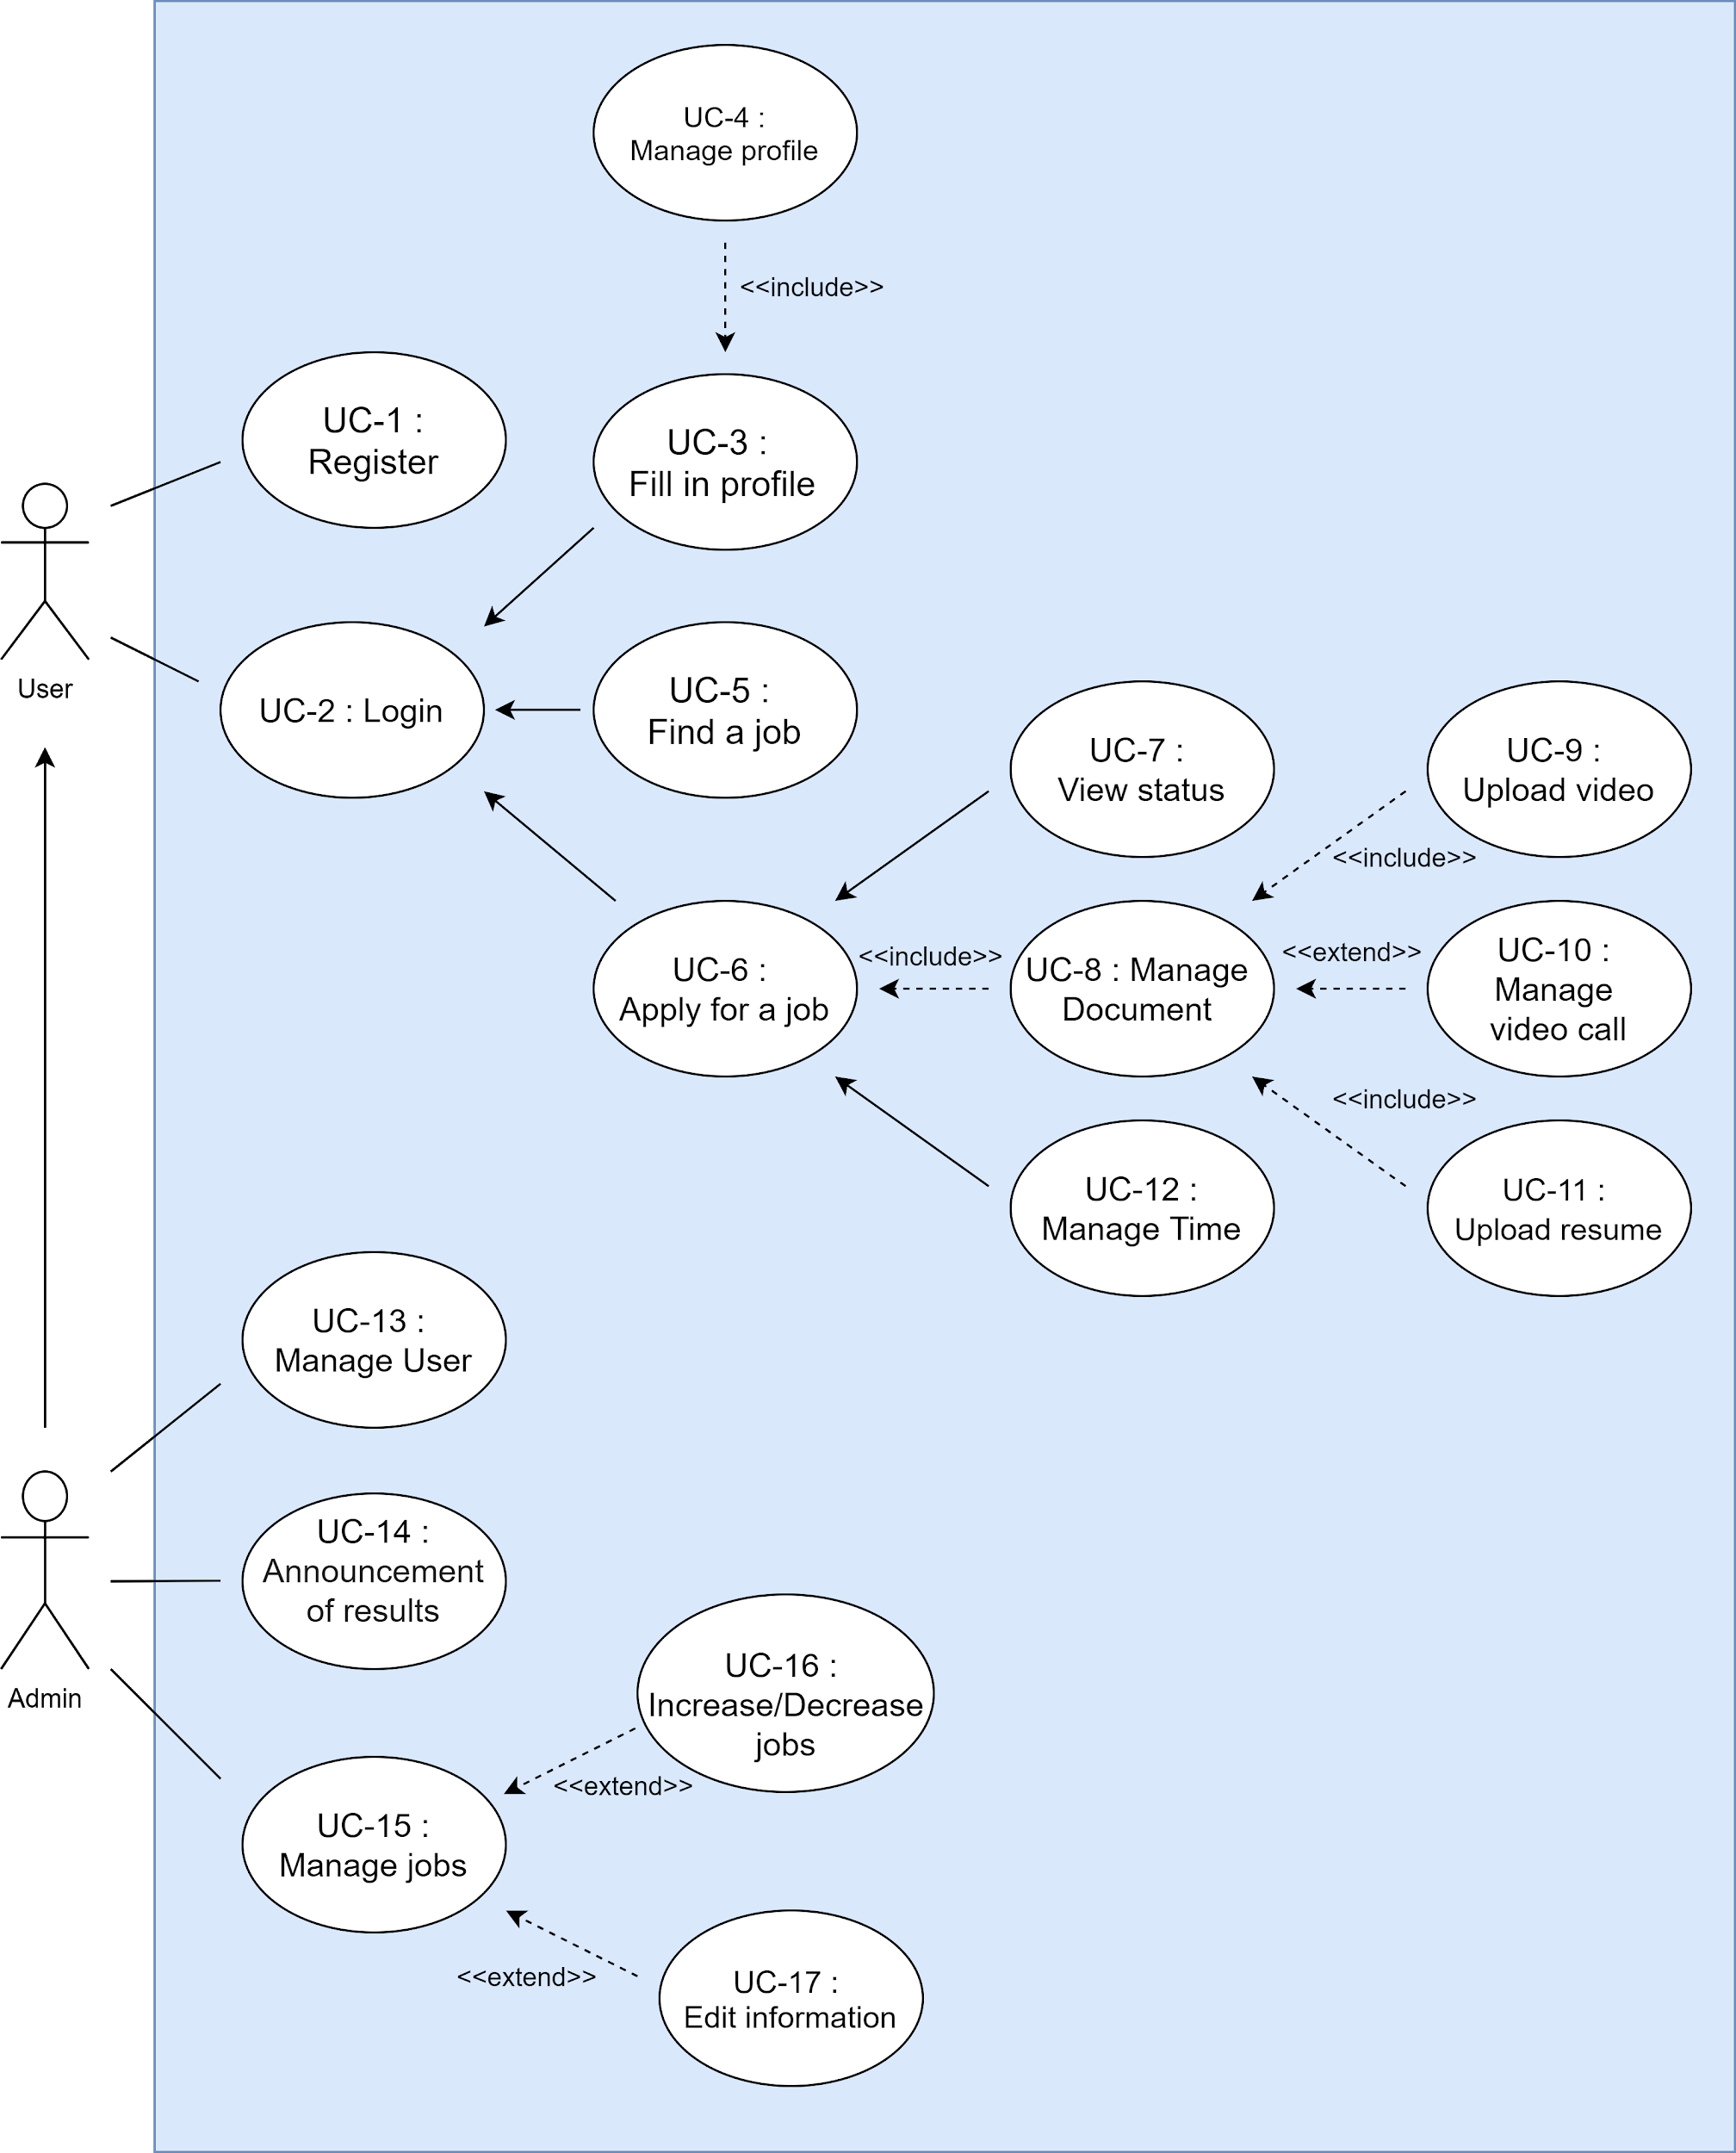 UC-4 :
Manage profile
<<include>>
UC-1 :
Register
UC-3 :
Fill in profile
User
UC-2 : Login
UC-5 :
Find a job
UC-7 :
View status
UC-9 :
Upload video
<<include>>
UC-6 :
Apply for a job
<<include>>
UC-8 : Manage
Document
<<extend>>
UC-10 :
Manage
video call
<<include>>
UC-12 :
Manage Time
UC-11 :
Upload resume
UC-13 :
Manage User
UC-14 :
Announcement
of results
Admin
UC-16 :
Increase/Decrease
jobs
<<extend>>
UC-15 :
Manage jobs
<<extend>>
UC-17 :
Edit information